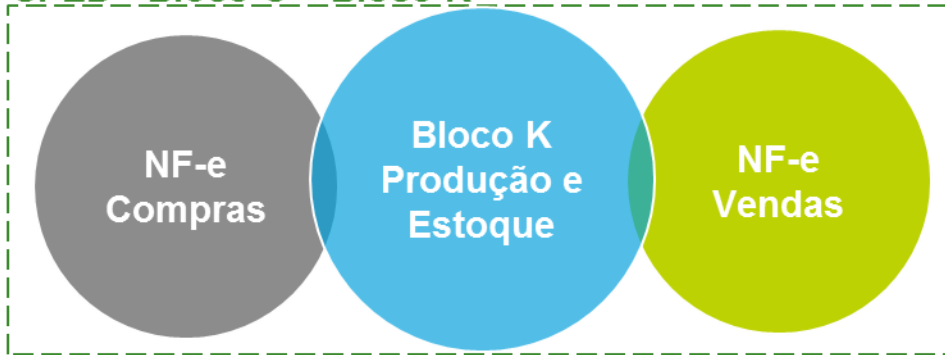 NF-e
Compras
Bloco K
Produção e
Estoque
NF-e
Vendas